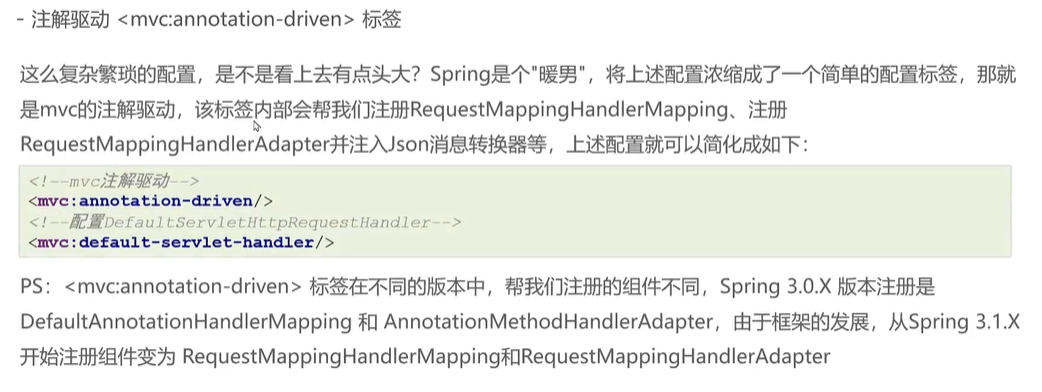 - 注解驱动 <mvc:annotation-driven> 标签
这么复杂繁琐的配置，是不是看上去有点头大？Spring是个"暖男"，将上述配置浓缩成了一个简单的配置标签，那就
是mvc的注解驱动，该标签内部会帮我们注册RequestMappingHandlerMapping、注册
RequestMappingHandlerAdapter并注入Json消息转换器等，上述配置就可以简化成如下：
<!--mvc注解驱动-->
<mvc:annotation-driven/>
<!--配置DefaultServletHttpRequestHandler-->
<mvc:default-servlet-handler/>
PS：<mvc:annotation-driven> 标签在不同的版本中，帮我们注册的组件不同，Spring 3.0.X 版本注册是
DefaultAnnotationHandlerMapping 和 AnnotationMethodHandlerAdapter，由于框架的发展，从Spring 3.1.X
开始注册组件变为 RequestMappingHandlerMapping和RequestMappingHandlerAdapter